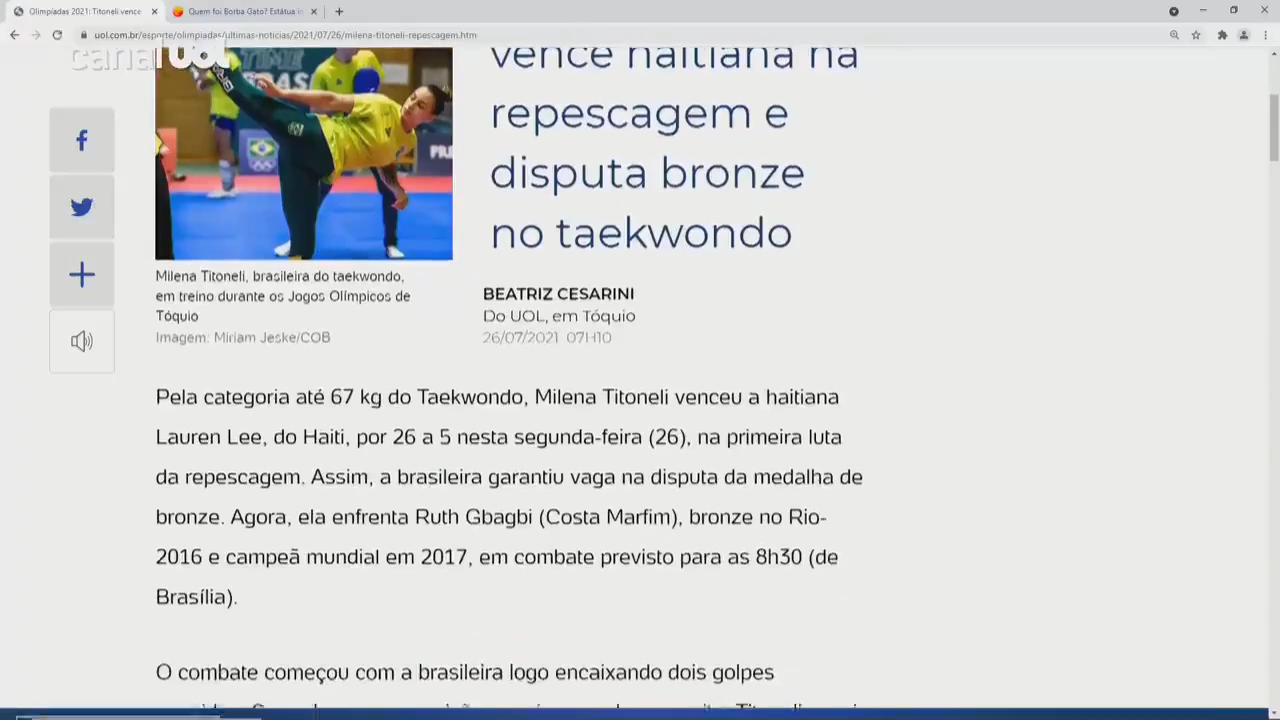 Olimpíadas 2021: Titoneli vence
Quem foi Borba Gato? Estátua in
uol.com.br/esporte/olimpiadas/ultimas-noticias/2021/07/26/milena-titoneli-repescagem.htm
canal UOL
TIME
BRAS
vence haitiana na
repescagem e
disputa bronze
no taekwondo
Milena Titoneli, brasileira do taekwondo,
em treino durante os Jogos Olímpicos de
Tóquio
Imagem: Miriam Jeske/COB
BEATRIZ CESARINI
Do UOL, em Tóquio
26/07/2021 07H10
Pela categoria até 67 kg do Taekwondo, Milena Titoneli venceu a haitiana
Lauren Lee, do Haiti, por 26 a 5 nesta segunda-feira (26), na primeira luta
da repescagem. Assim, a brasileira garantiu vaga na disputa da medalha de
bronze. Agora, ela enfrenta Ruth Gbagbi (Costa Marfim), bronze no Rio-
2016 e campeã mundial em 2017, em combate previsto para as 8h30 (de
Brasília).
O combate começou com a brasileira logo encaixando dois golpes